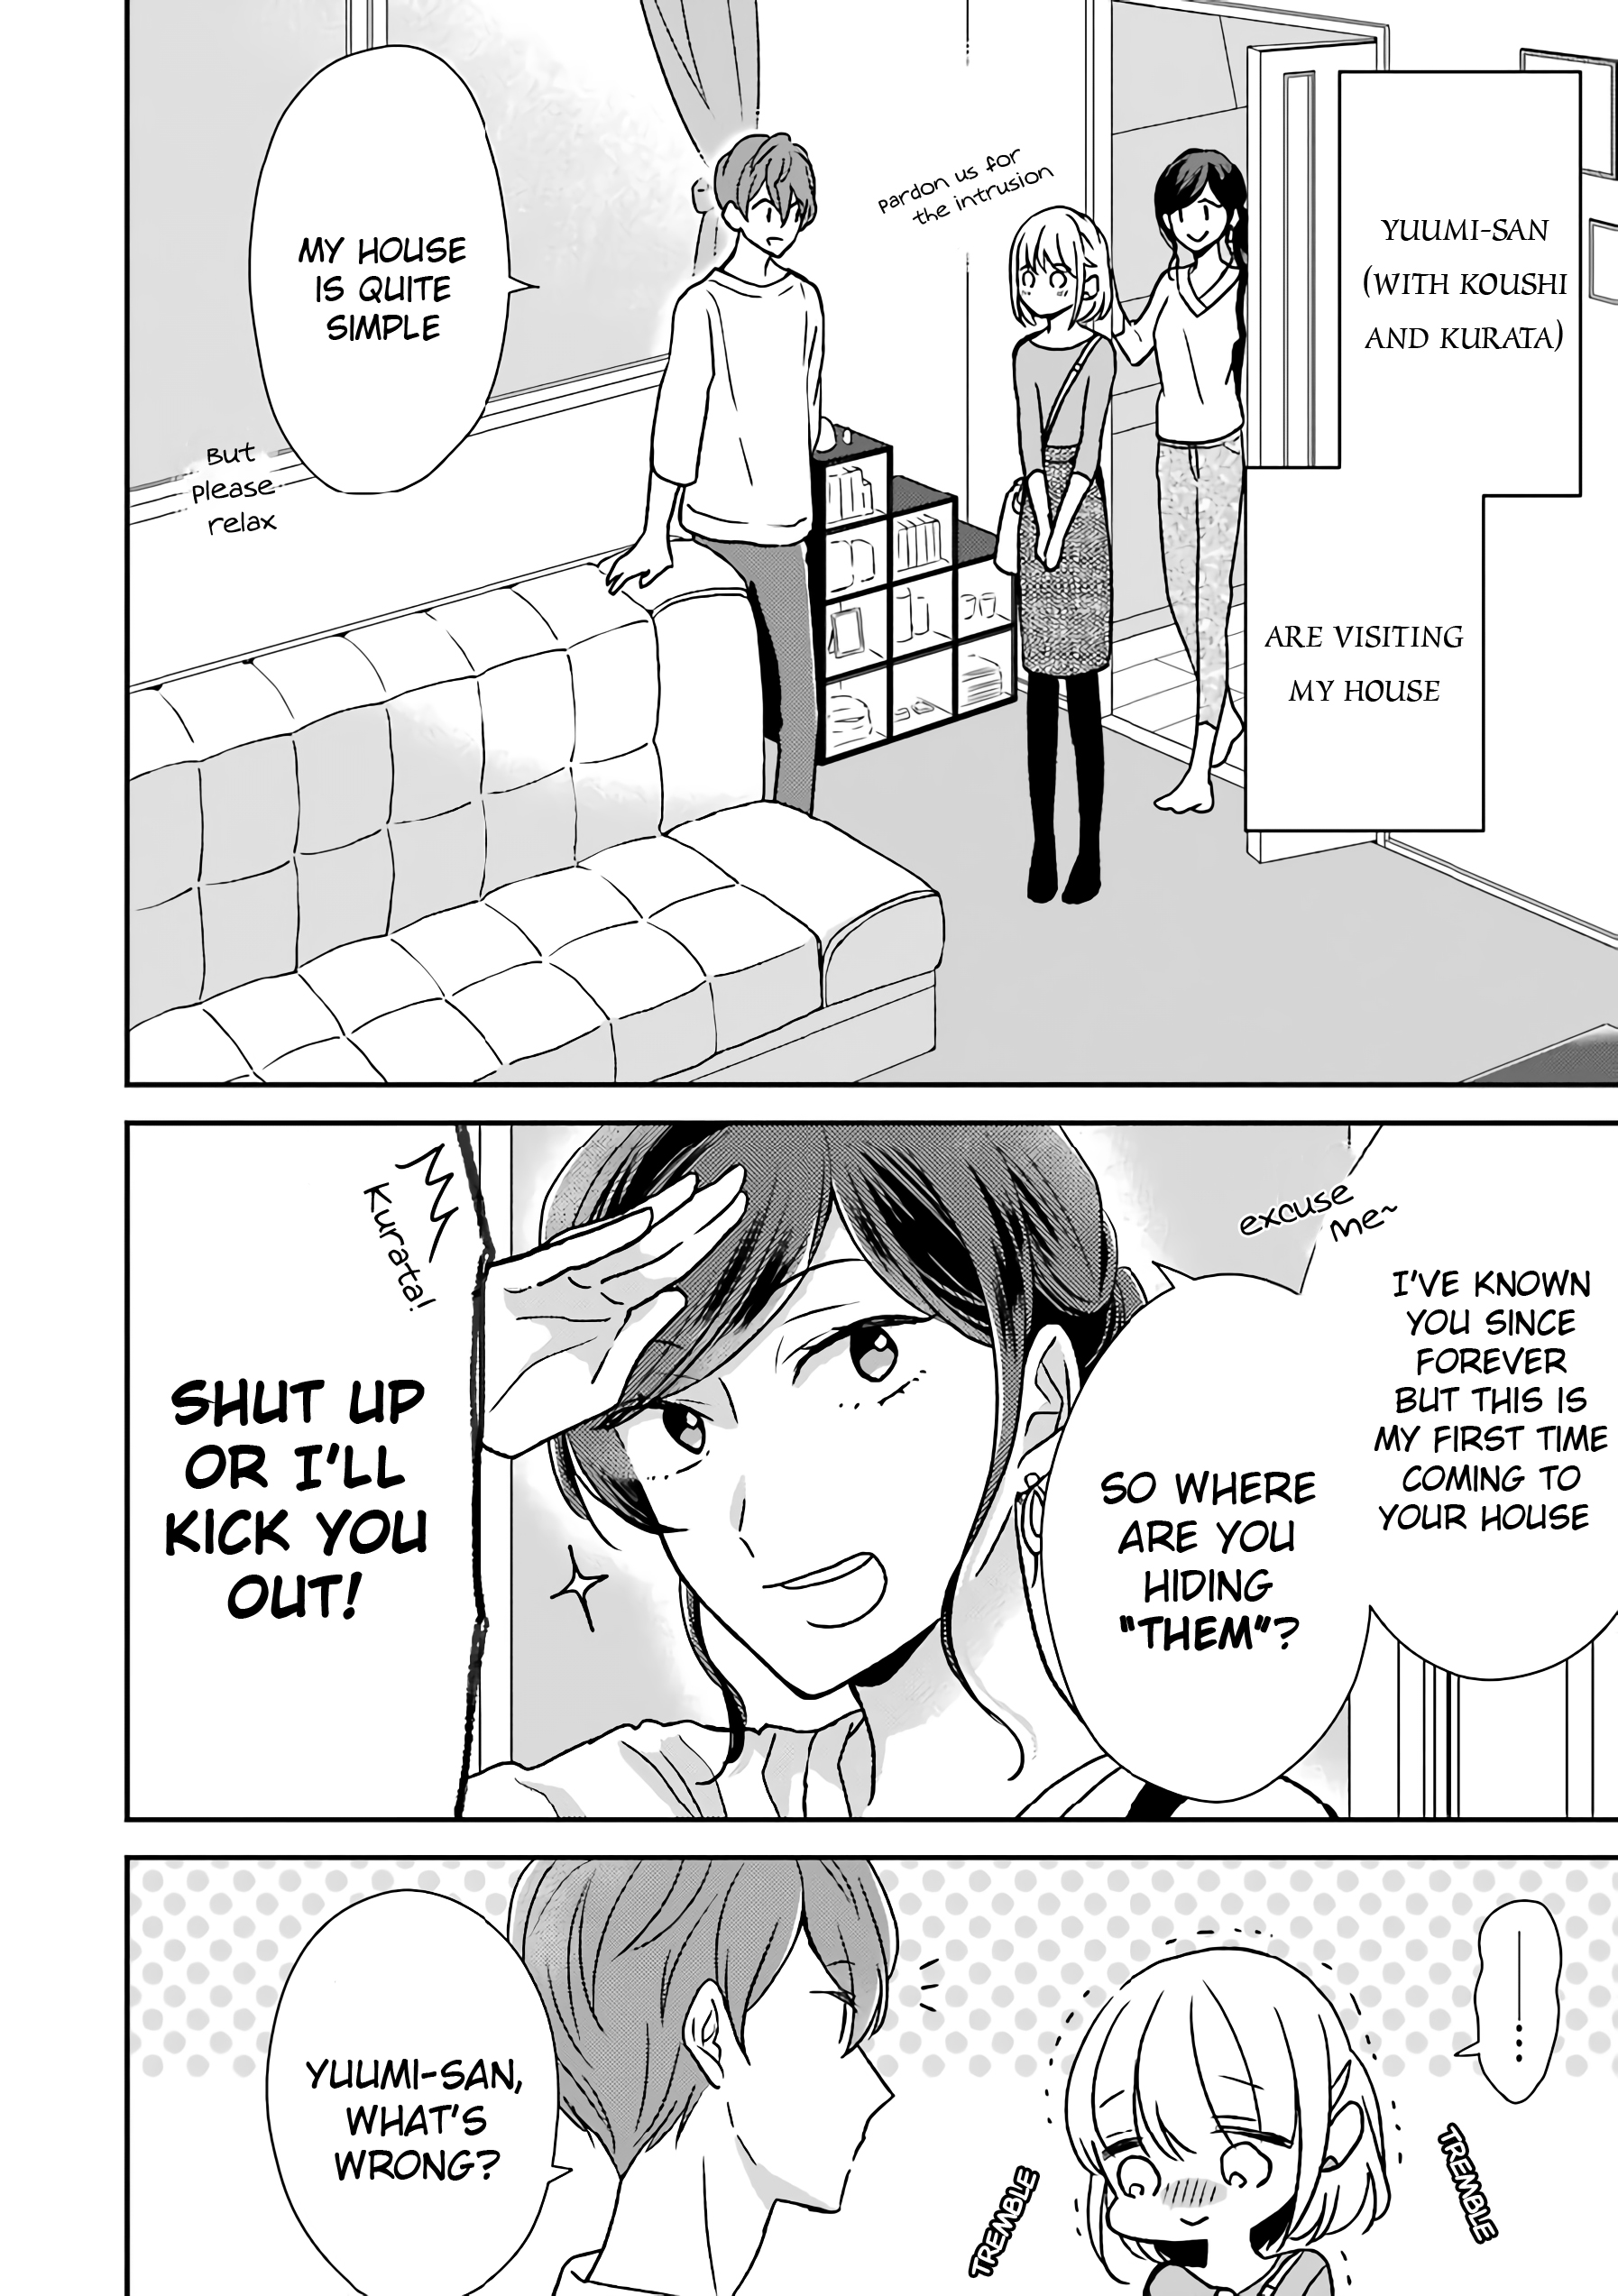 YUUMI-SAN
(WITH KOUSHI
AND KURATA)
ARE VISITING
MY HOUSE
Pardon us for
the intrusion
MY HOUSE
IS QUITE
SIMPLE
But
please
relax
excuse
me~
I'VE KNOWN
YOU SINCE
FOREVER
BUT THIS IS
MY FIRST TIME
COMING TO
YOUR HOUSE
SO WHERE
ARE YOU
HIDING
"THEM"?
Kurata!
SHUT UP
OR I'LL
KICK YOU
OUT!
TREMBLE
TREMBLE
YUUMI-SAN,
WHAT'S
WRONG?